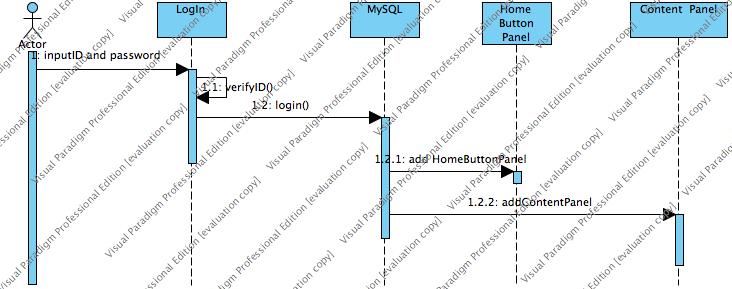 LogIn
MySQL
Home
Button
Panel
Content Panel
Actor
1: inputID and password
1.1: verifyID()
1.2: login()
1.2.1: add HomeButtonPanel
1.2.2: addContentPanel
Visual Paradigm Professional Edition [evaluation copy]